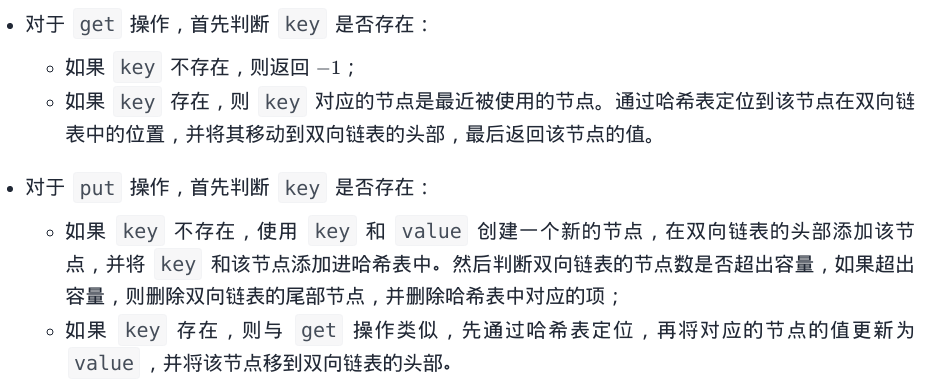 对于 get 操作，首先判断 key 是否存在：
如果 key 不存在，则返回 −1；
如果 key 存在，则 key 对应的节点是最近被使用的节点。通过哈希表定位到该节点在双向链
表中的位置，并将其移动到双向链表的头部，最后返回该节点的值。
对于 put 操作，首先判断 key 是否存在：
如果 key 不存在，使用 key 和 value 创建一个新的节点，在双向链表的头部添加该节
点，并将 key 和该节点添加进哈希表中。然后判断双向链表的节点数是否超出容量，如果超出
容量，则删除双向链表的尾部节点，并删除哈希表中对应的项；
如果 key 存在，则与 get 操作类似，先通过哈希表定位，再将对应的节点的值更新为
value ，并将该节点移到双向链表的头部。